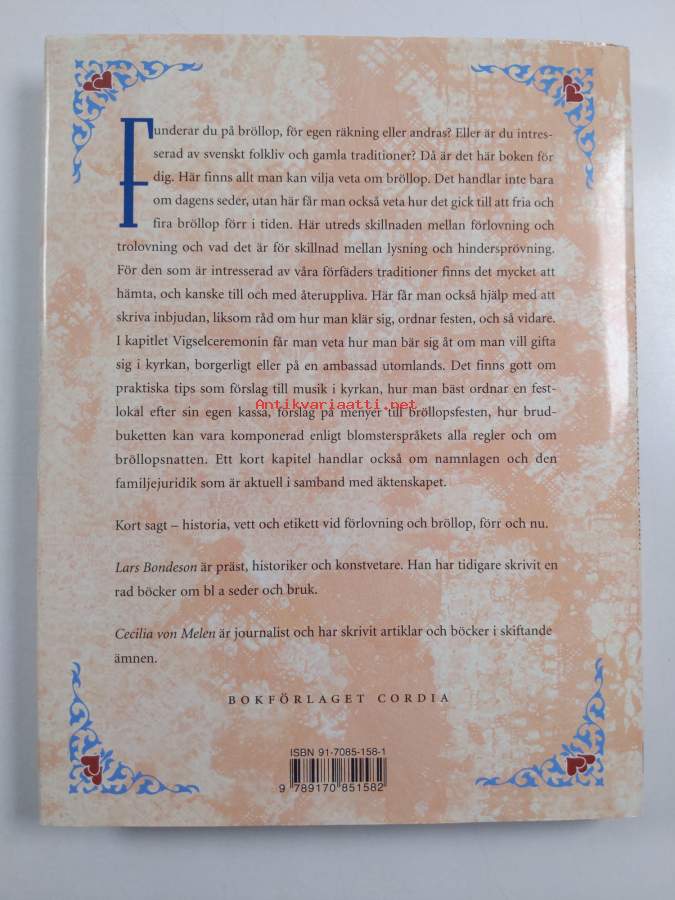 Funderar du på bröllop, för egen räkning eller andras? Eller är du intres-
serad av svenskt folkliv och gamla traditioner? Då är det här boken för
dig. Här finns allt man kan vilja veta om bröllop. Det handlar inte bara
om dagens seder, utan här får man också veta hur det gick till att fria och
fira bröllop förr i tiden. Här utreds skillnaden mellan förlovning och
trolovning och vad det är för skillnad mellan lysning och hindersprövning.
För den som är intresserad av våra förfäders traditioner finns det mycket att
hämta, och kanske till och med återuppliva. Här får man också hjälp med att
skriva inbjudan, liksom råd om hur man klär sig, ordnar festen, och så vidare.
I kapitlet Vigselceremonin får man veta hur man bär sig åt om man vill gifta
sig i kyrkan, borgerligt eller på en ambassad utomlands. Det finns gott om
praktiska tips som förslag till musik i kyrkan, hur man bäst ordnar en fest-
Antikvariaatti.net
lokal efter sin egen kassa, förslag på menyer till bröllopsfesten, hur brud-
buketten kan vara komponerad enligt blomsterspråkets alla regler och om
bröllopsnatten. Ett kort kapitel handlar också om namnlagen och den
familjejuridik som är aktuell i samband med äktenskapet.
Kort sagt – historia, vett och etikett vid förlovning och bröllop, förr och nu.
Lars Bondeson är präst, historiker och konstvetare. Han har tidigare skrivit en
rad böcker om bl a seder och bruk.
Cecilia von Melen är journalist och har skrivit artiklar och böcker i skiftande
ämnen.
BOKFÖRLAGET CORDIA
ISBN 91-7085-158-1
9 789170 851582